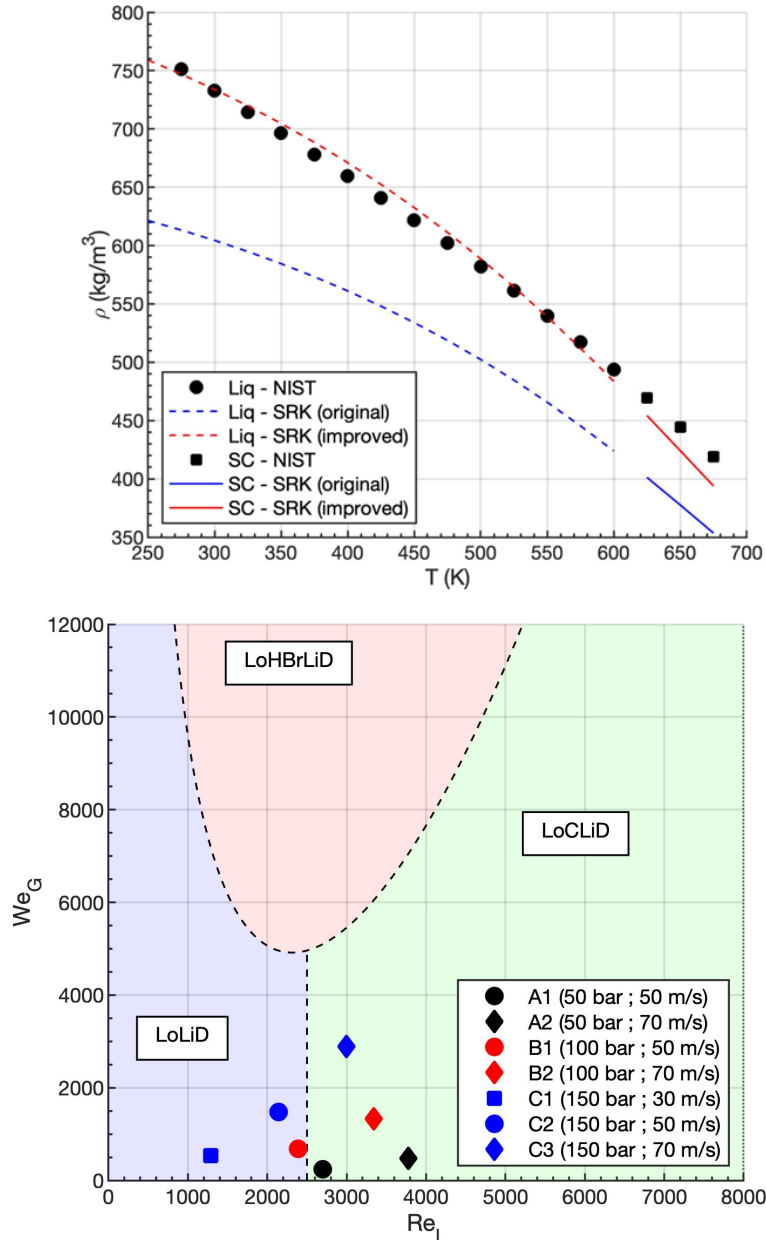 800
750
700
650
600
550
500
450
400
350
ρ (kg/m³)
Liq - NIST
Liq - SRK (original)
Liq - SRK (improved)
SC - NIST
SC - SRK (original)
SC - SRK (improved)
250 300 350 400 450 500 550 600 650 700
T (K)
12000
10000
8000
6000
4000
2000
0
We_G
LoHBrLiD
LoCLiD
LoLiD
A1 (50 bar ; 50 m/s)
A2 (50 bar ; 70 m/s)
B1 (100 bar ; 50 m/s)
B2 (100 bar ; 70 m/s)
C1 (150 bar ; 30 m/s)
C2 (150 bar ; 50 m/s)
C3 (150 bar ; 70 m/s)
0 1000 2000 3000 4000 5000 6000 7000 8000
Re_L